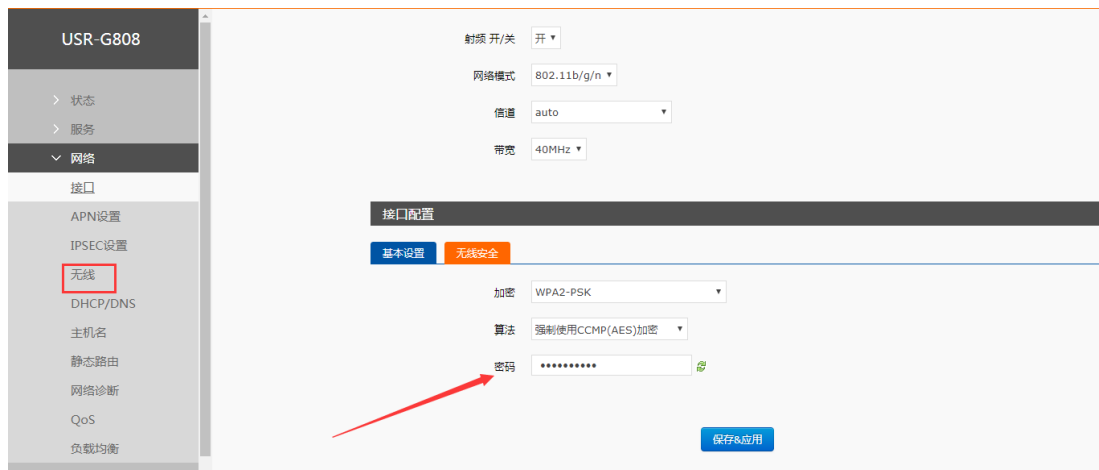 USR-G808
状态
服务
网络
接口
APN设置
IPSEC设置
无线
DHCP/DNS
主机名
静态路由
网络诊断
QoS
负载均衡
射频 开/关 开
网络模式 802.11b/g/n
信道 auto
带宽 40MHz
接口配置
基本设置 无线安全
加密 WPA2-PSK
算法 强制使用CCMP(AES)加密
密码 ••••••••••
保存&应用